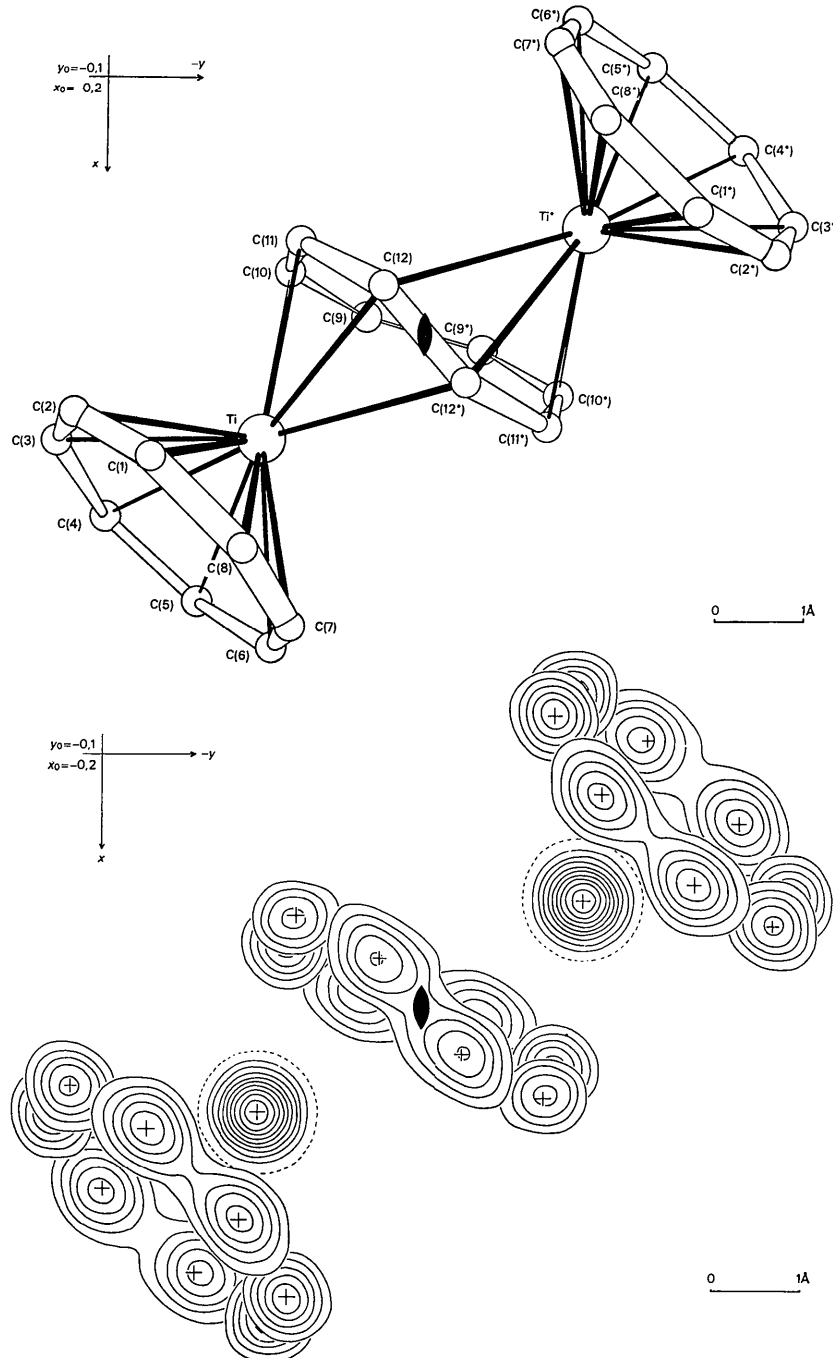 C(6*)
C(7*)
y₀=-0,1
-y
x₀= 0,2
C(5*)
C(8*)
x
C(4*)
C(1*)
Ti*
C(3*
C(11)
C(12)
C(2*)
C(10)
C(9)
C(9*)
C(10*)
C(2)
Ti
C(12*)
C(11*)
C(3)
C(1)
C(4)
C(8)
C(5)
C(7)
C(6)
0 1Å
y₀=-0,1
-y
x₀=-0,2
x
0 1Å